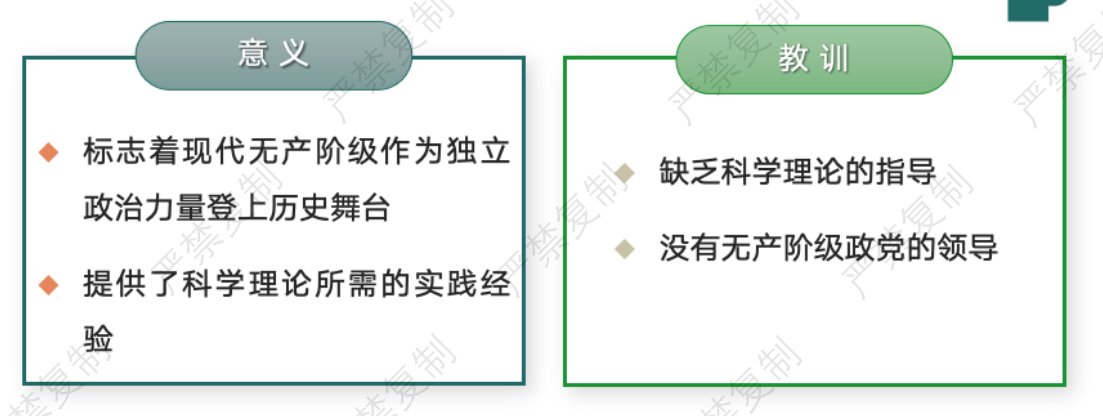 意义
标志着现代无产阶级作为独立
政治力量登上历史舞台
提供了科学理论所需的实践经
验
教训
缺乏科学理论的指导
没有无产阶级政党的领导
严禁复制
严禁复制
严禁复制
严禁复制
严禁复制
严禁复制
严禁复制
严禁复制
严禁复制